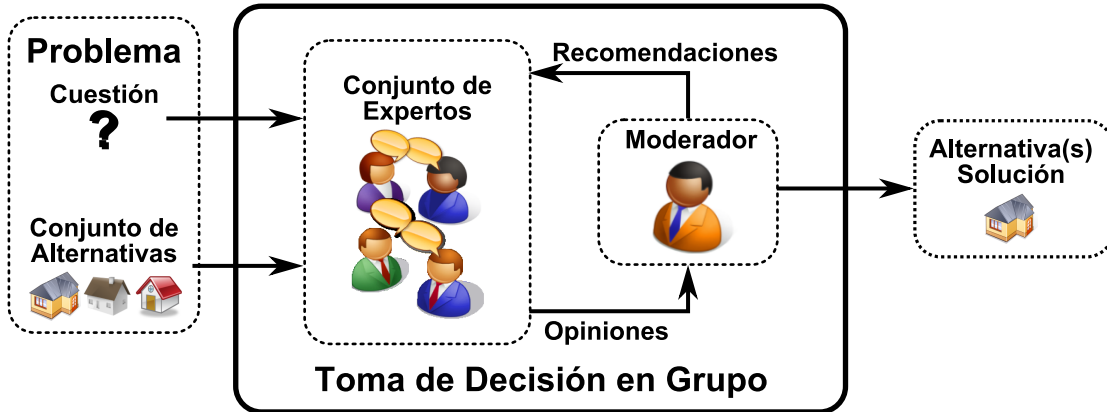 Problema
Cuestión
?
Conjunto de
Alternativas
Conjunto de
Expertos
Recomendaciones
Moderador
Opiniones
Alternativa(s)
Solución
Toma de Decisión en Grupo